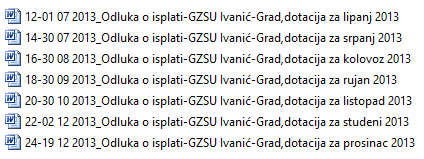 12-01 07 2013_Odluka o isplati-GZSU Ivanić-Grad,dotacija za lipanj 2013
14-30 07 2013_Odluka o isplati-GZSU Ivanić-Grad,dotacija za srpanj 2013
16-30 08 2013_Odluka o isplati-GZSU Ivanić-Grad,dotacija za kolovoz 2013
18-30 09 2013_Odluka o isplati-GZSU Ivanić-Grad,dotacija za rujan 2013
20-30 10 2013_Odluka o isplati-GZSU Ivanić-Grad,dotacija za listopad 2013
22-02 12 2013_Odluka o isplati-GZSU Ivanić-Grad,dotacija za studeni 2013
24-19 12 2013_Odluka o isplati-GZSU Ivanić-Grad,dotacija za prosinac 2013